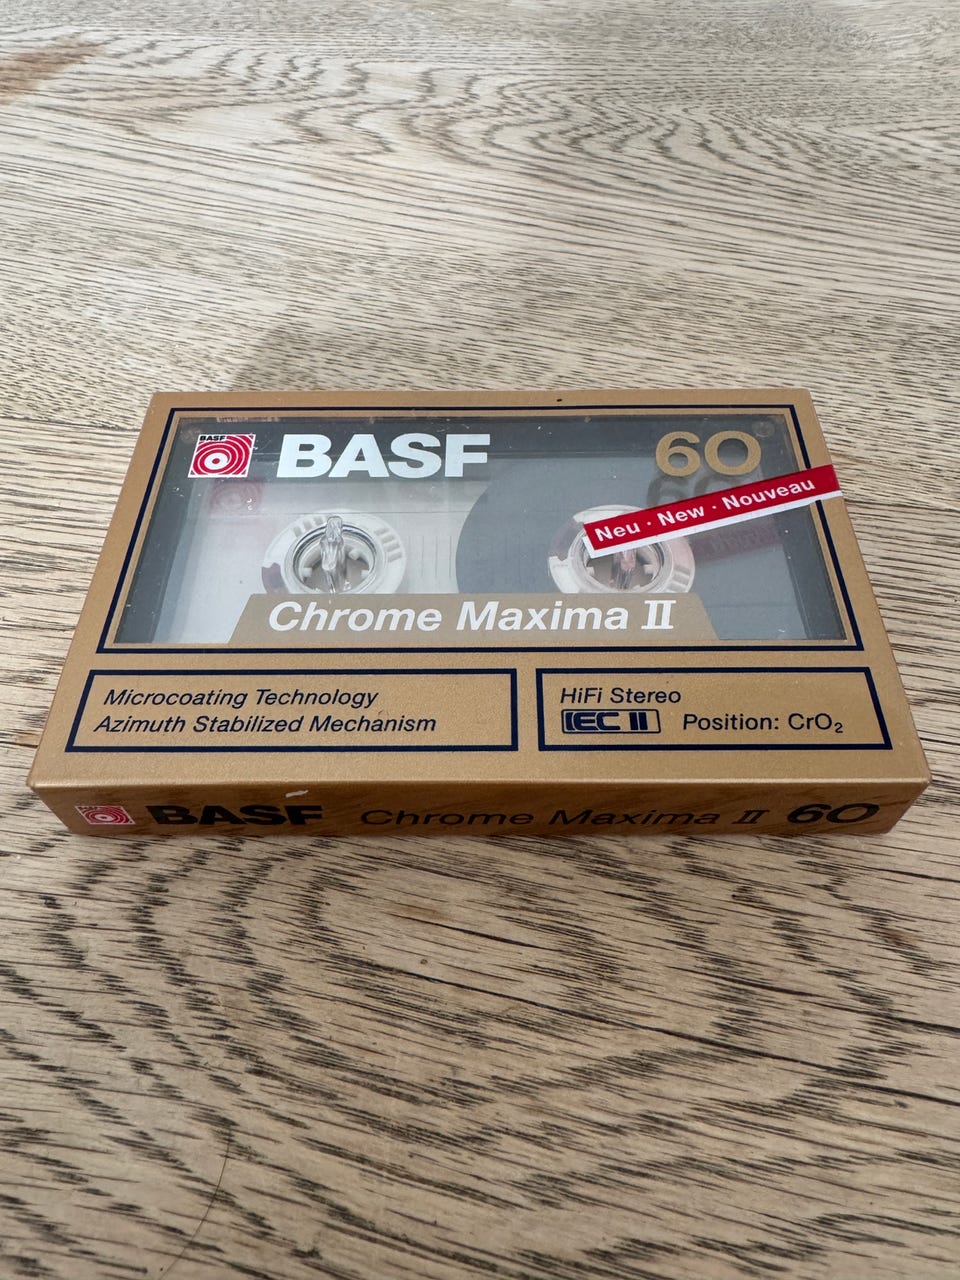 BASF
BASF
60
Neu · New · Nouveau
Chrome Maxima II
Microcoating Technology
Azimuth Stabilized Mechanism
HiFi Stereo
IEC II Position: CrO₂
BASF Chrome Maxima II 60